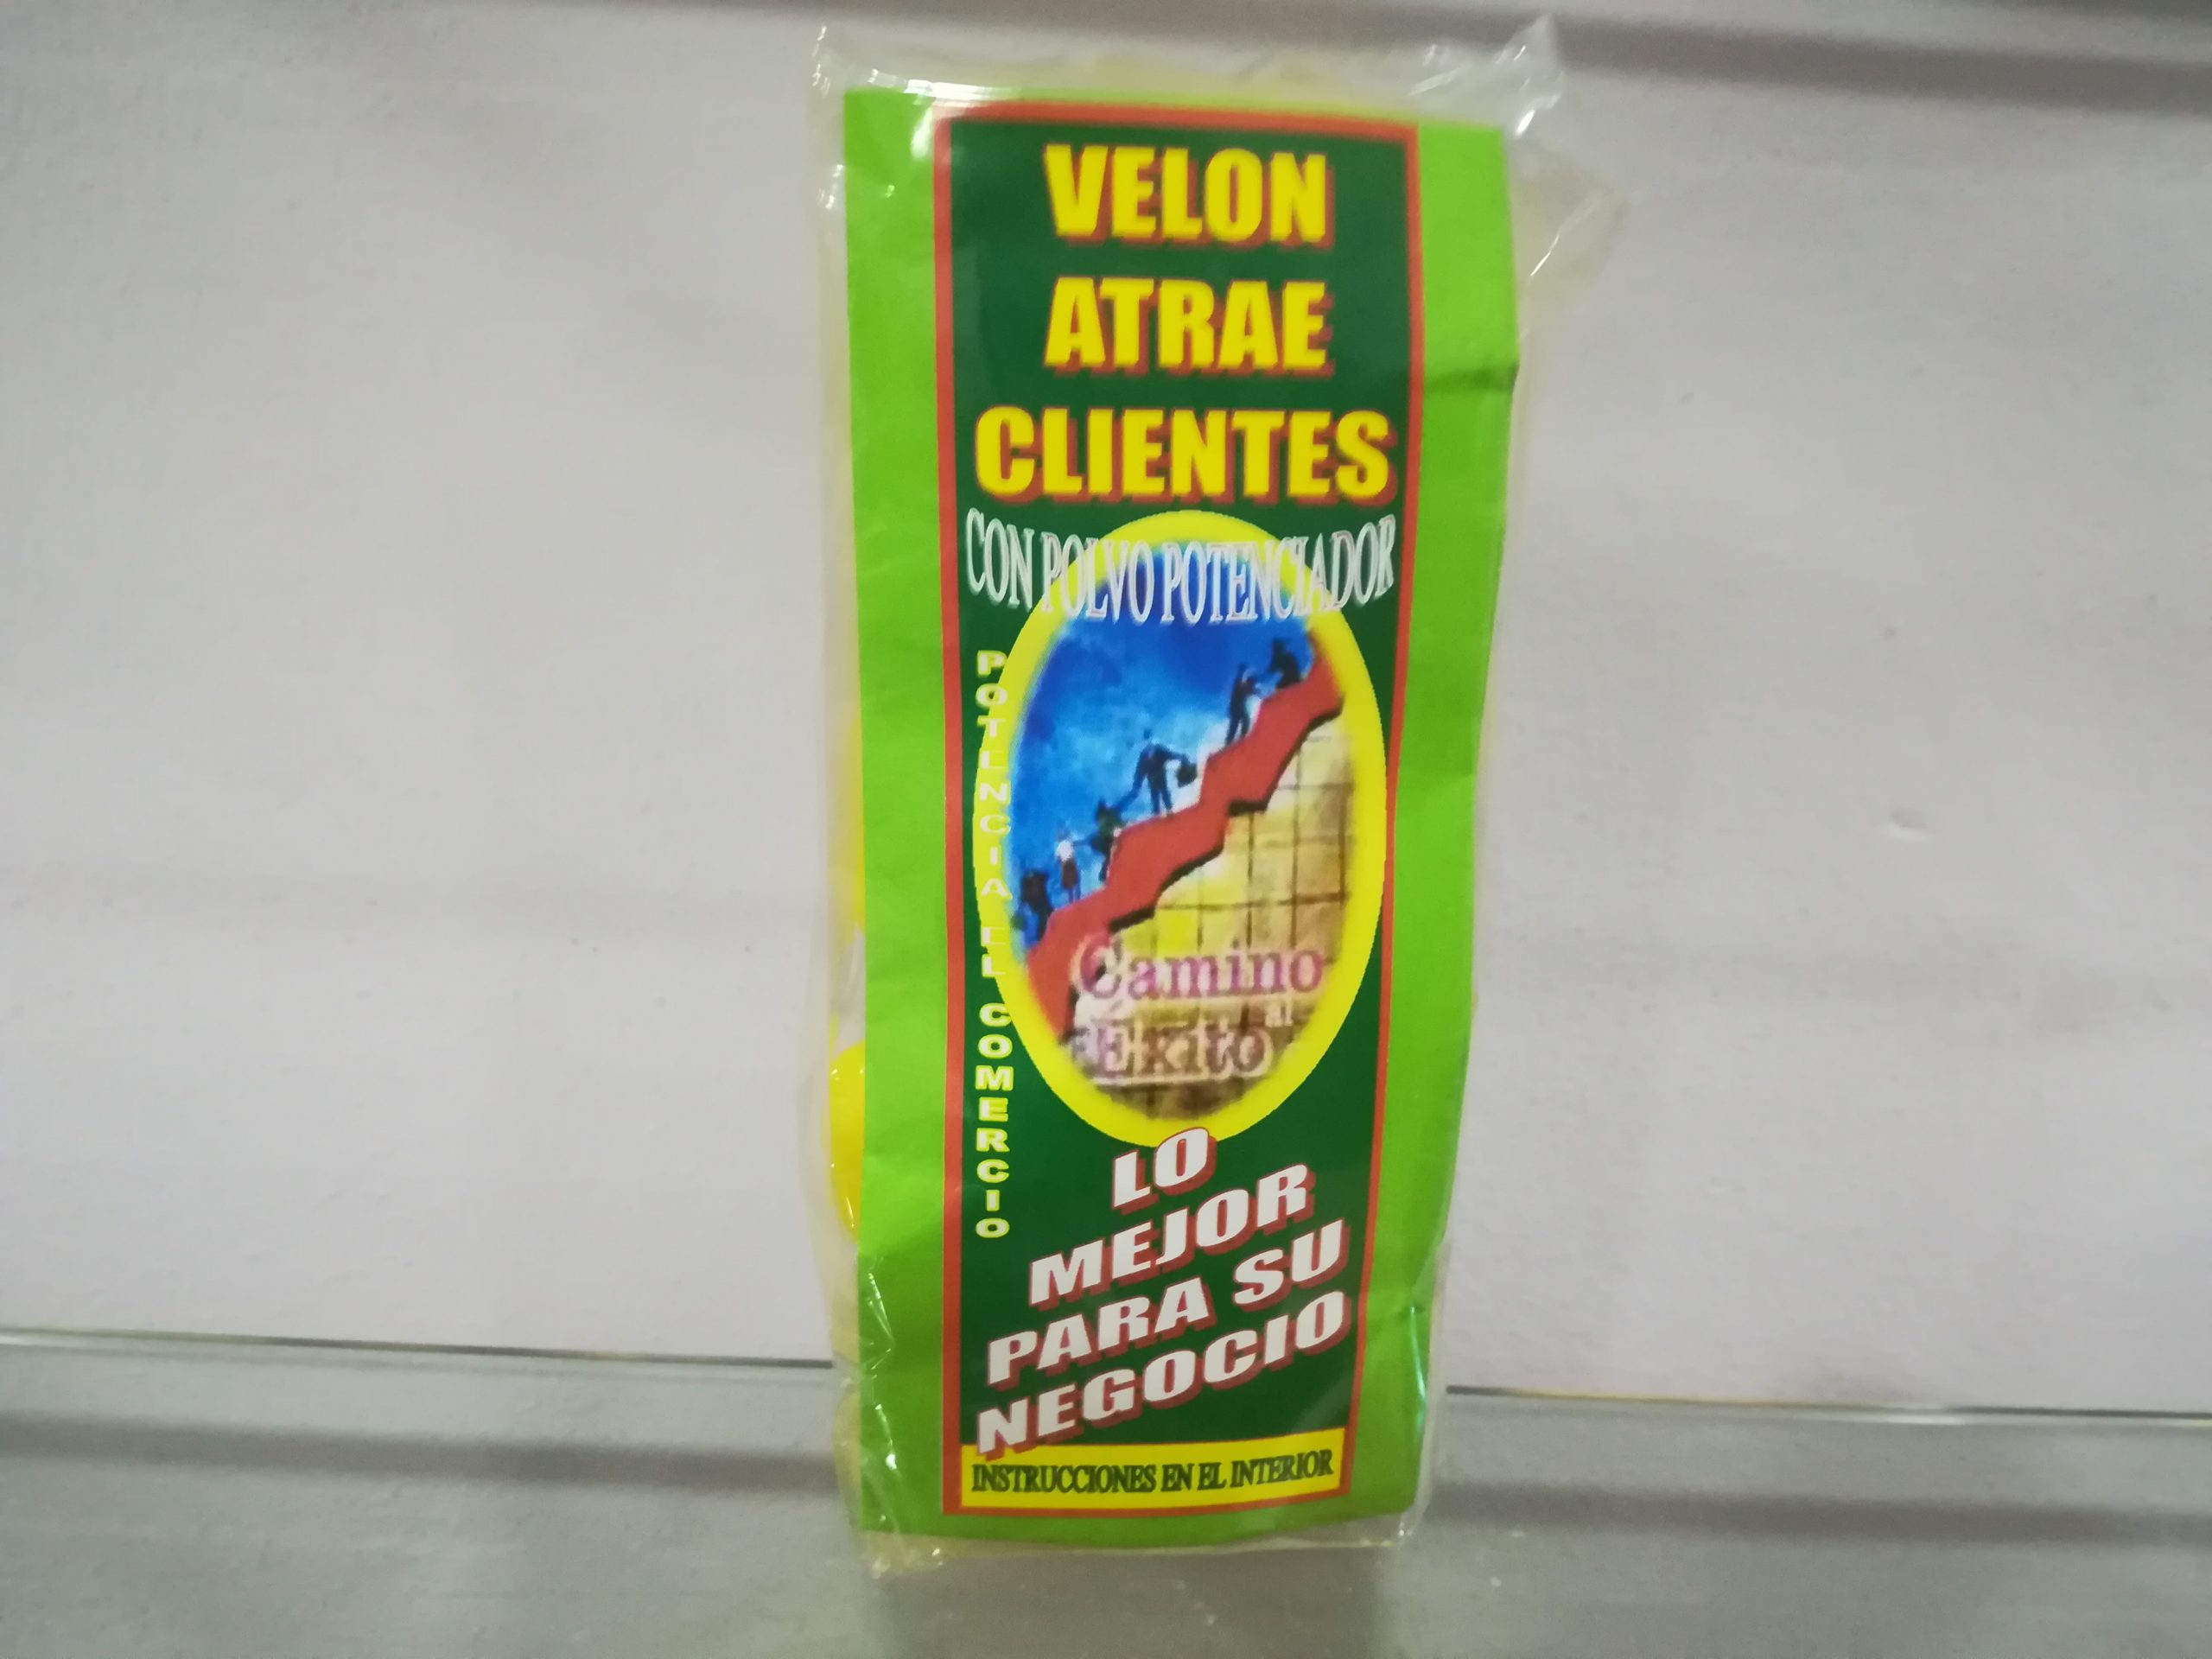 VELON
ATRAE
CLIENTES
CON POLVO POTENCIADOR
POTENCIA EL COMERCIO
Camino
al
Éxito
LO
MEJOR
PARA SU
NEGOCIO
INSTRUCCIONES EN EL INTERIOR